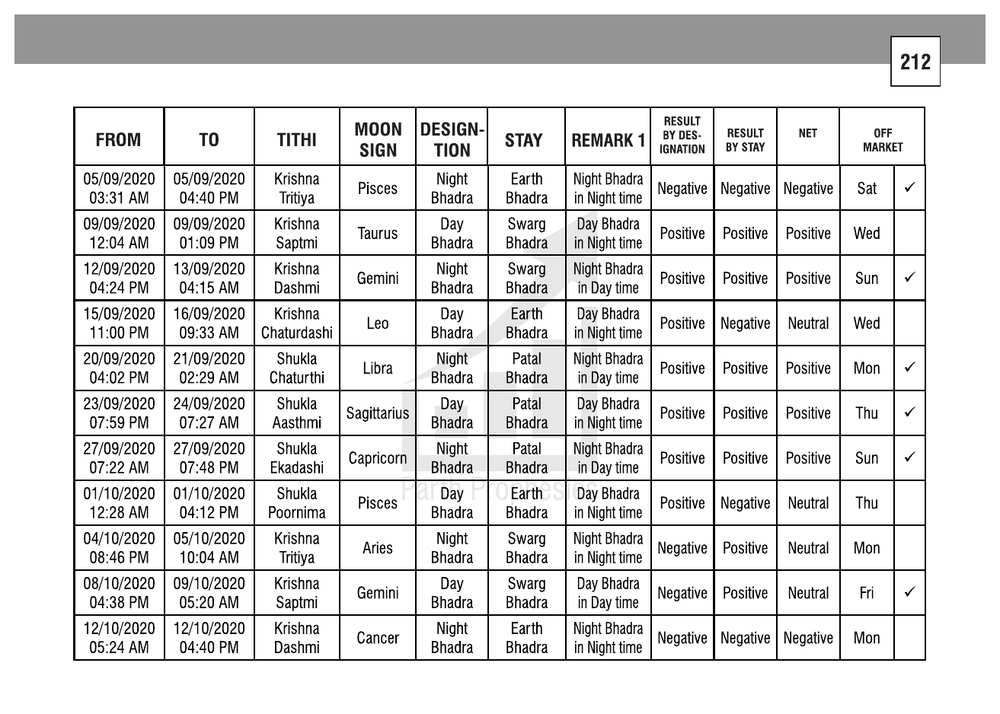 212
FROM TO TITHI MOON SIGN DESIGN-TION STAY REMARK 1 RESULT BY DES-IGNATION RESULT BY STAY NET OFF MARKET
05/09/2020 05/09/2020 Krishna Pisces Night Earth Night Bhadra Negative Negative Negative Sat ✓
03:31 AM 04:40 PM Tritiya Bhadra Bhadra in Night time
09/09/2020 09/09/2020 Krishna Taurus Day Swarg Day Bhadra Positive Positive Positive Wed
12:04 AM 01:09 PM Saptmi Bhadra Bhadra in Night time
12/09/2020 13/09/2020 Krishna Gemini Night Swarg Night Bhadra Positive Positive Positive Sun ✓
04:24 PM 04:15 AM Dashmi Bhadra Bhadra in Day time
15/09/2020 16/09/2020 Krishna Leo Day Earth Day Bhadra Positive Negative Neutral Wed
11:00 PM 09:33 AM Chaturdashi Bhadra Bhadra in Night time
20/09/2020 21/09/2020 Shukla Libra Night Patal Night Bhadra Positive Positive Positive Mon ✓
04:02 PM 02:29 AM Chaturthi Bhadra Bhadra in Day time
23/09/2020 24/09/2020 Shukla Sagittarius Day Patal Day Bhadra Positive Positive Positive Thu ✓
07:59 PM 07:27 AM Aasthmi Bhadra Bhadra in Night time
27/09/2020 27/09/2020 Shukla Capricorn Night Patal Night Bhadra Positive Positive Positive Sun ✓
07:22 AM 07:48 PM Ekadashi Bhadra Bhadra in Day time
Parth Prophesies
01/10/2020 01/10/2020 Shukla Pisces Day Earth Day Bhadra Positive Negative Neutral Thu
12:28 AM 04:12 PM Poornima Bhadra Bhadra in Night time
04/10/2020 05/10/2020 Krishna Aries Night Swarg Night Bhadra Negative Positive Neutral Mon
08:46 PM 10:04 AM Tritiya Bhadra Bhadra in Night time
08/10/2020 09/10/2020 Krishna Gemini Day Swarg Day Bhadra Negative Positive Neutral Fri ✓
04:38 PM 05:20 AM Saptmi Bhadra Bhadra in Day time
12/10/2020 12/10/2020 Krishna Cancer Night Earth Night Bhadra Negative Negative Negative Mon
05:24 AM 04:40 PM Dashmi Bhadra Bhadra in Night time